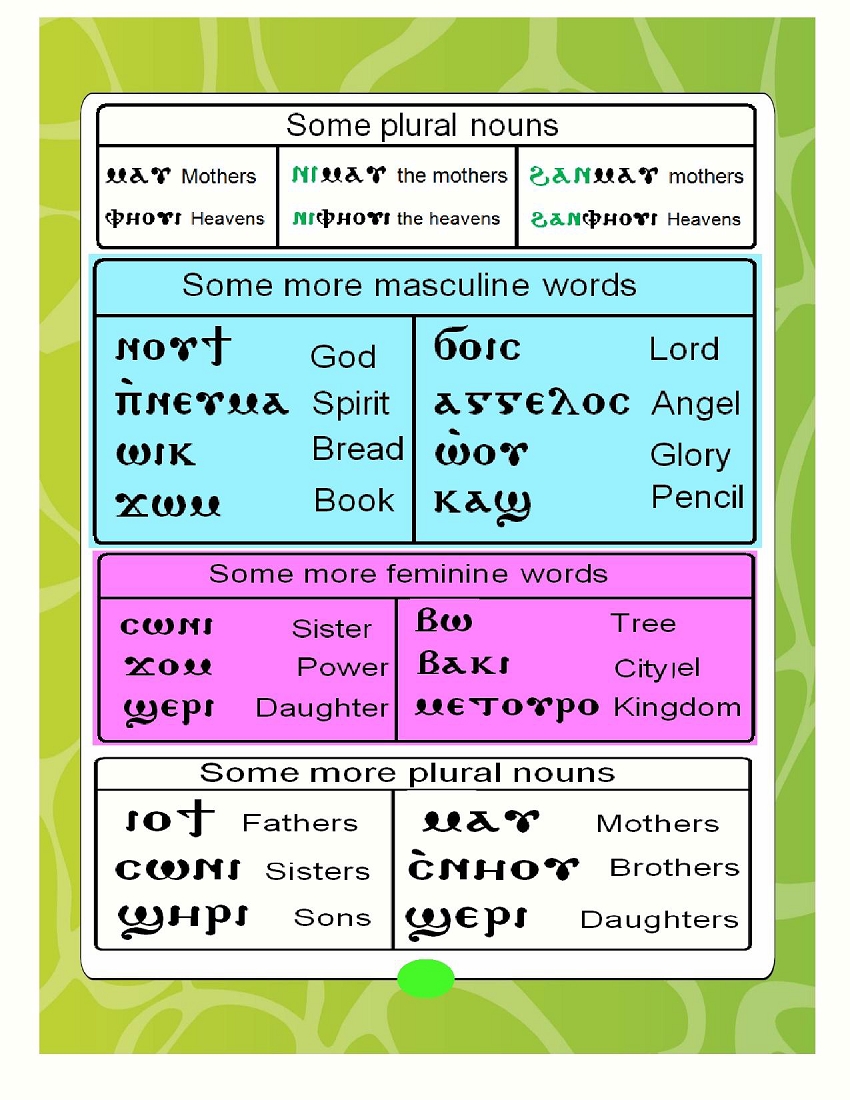 Some plural nouns
ⲙⲁⲩ Mothers ⲛⲓⲙⲁⲩ the mothers ϩⲁⲛⲙⲁⲩ mothers
ⲫⲏⲟⲩⲓ Heavens ⲛⲓⲫⲏⲟⲩⲓ the heavens ϩⲁⲛⲫⲏⲟⲩⲓ Heavens
Some more masculine words
ⲛⲟⲩϯ God ϭⲟⲓⲥ Lord
ⲡ̀ⲛⲉⲩⲙⲁ Spirit ⲁⲅⲅⲉⲗⲟⲥ Angel
ⲱⲓⲕ Bread ⲱ̀ⲟⲩ Glory
ϫⲱⲙ Book ⲕⲁϣ Pencil
Some more feminine words
ⲥⲱⲛⲓ Sister ⲃⲱ Tree
ϫⲟⲙ Power ⲃⲁⲕⲓ City
ϣⲉⲣⲓ Daughter ⲙⲉⲧⲟⲩⲣⲟ Kingdom
Some more plural nouns
ⲓⲟϯ Fathers ⲙⲁⲩ Mothers
ⲥⲱⲛⲓ Sisters ⲥ̀ⲛⲏⲟⲩ Brothers
ϣⲏⲣⲓ Sons ϣⲉⲣⲓ Daughters